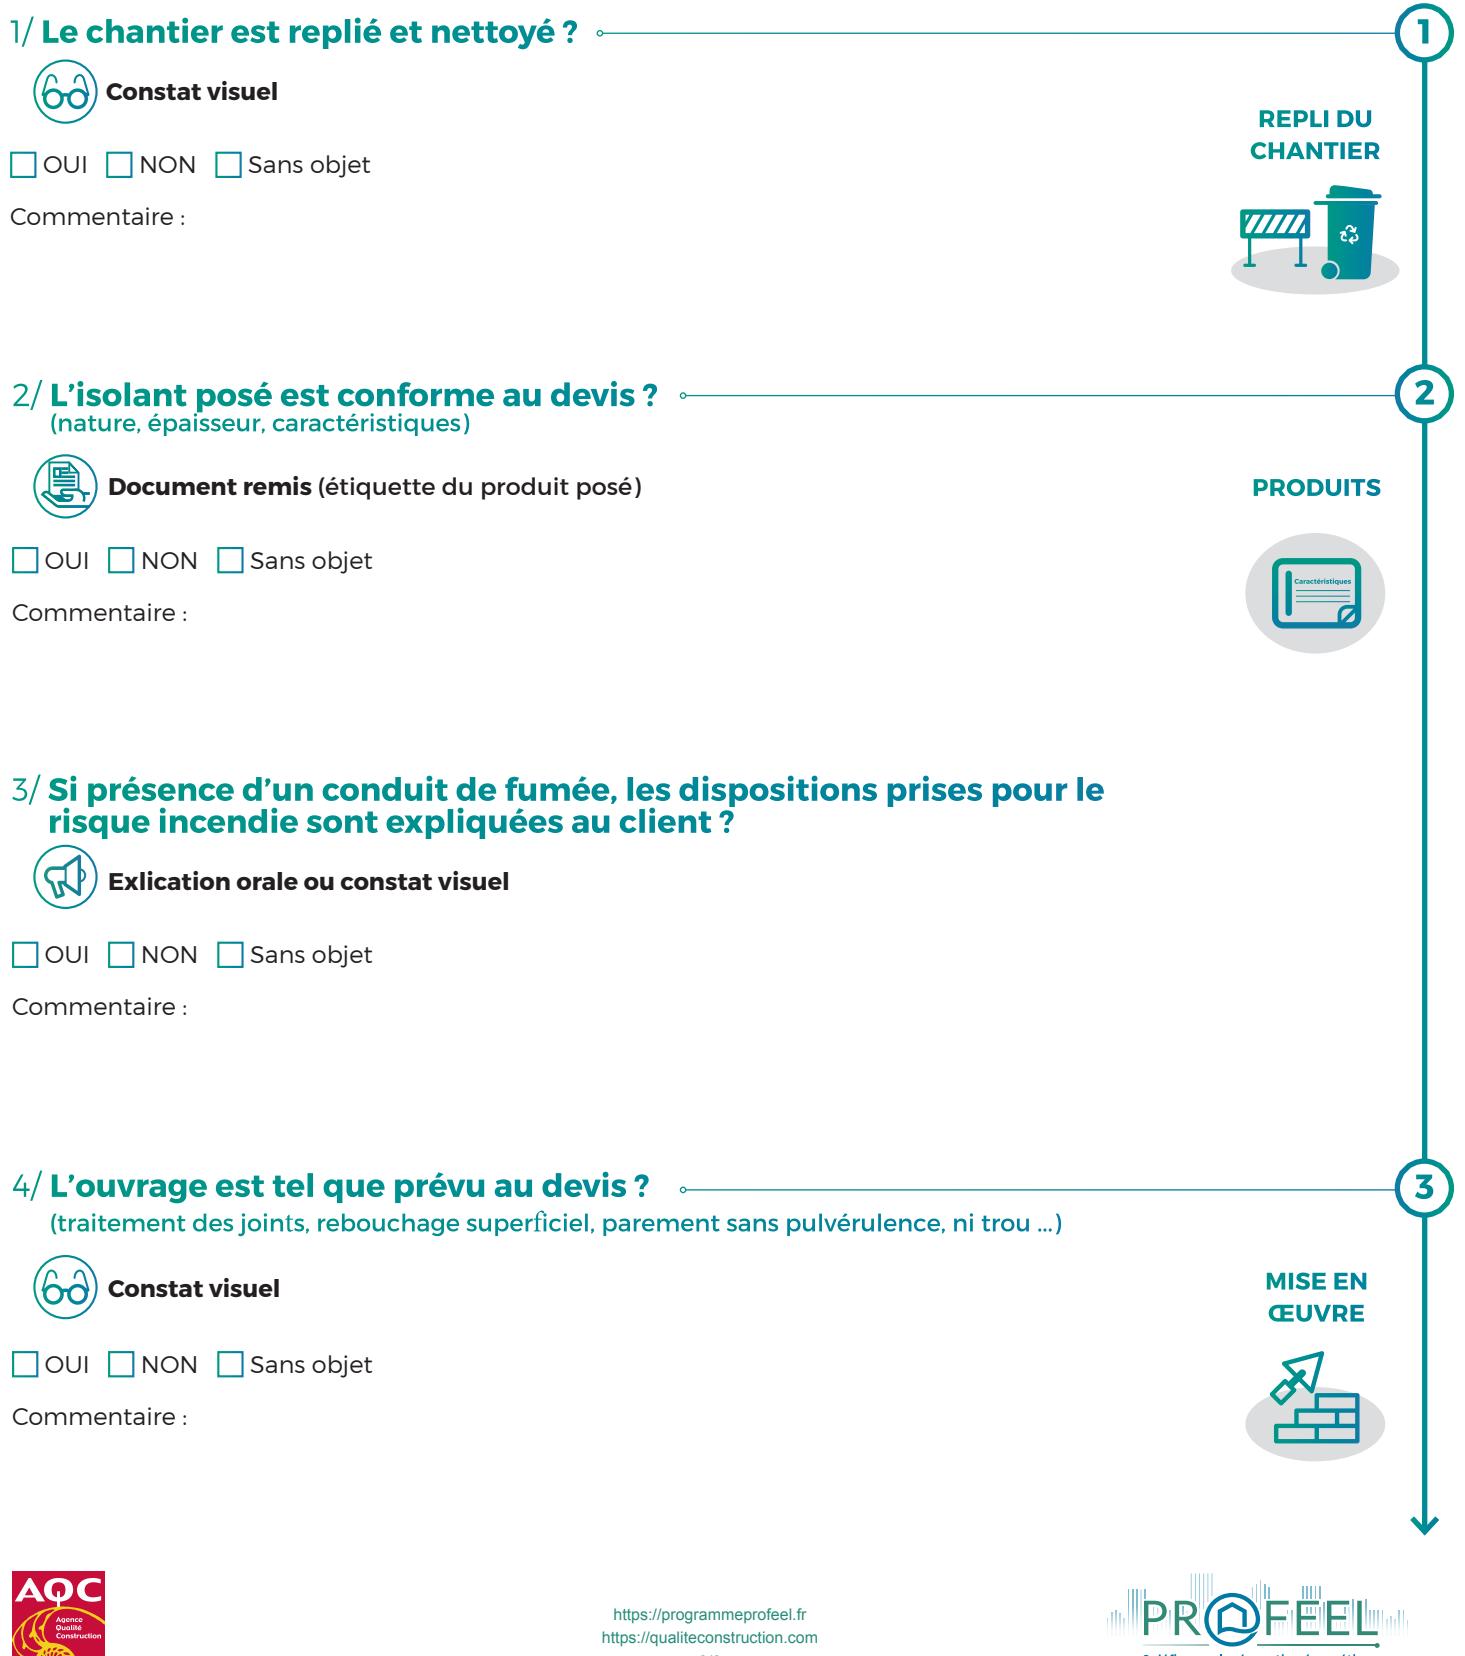 1/ Le chantier est replié et nettoyé ?
1
Constat visuel
REPLI DU
CHANTIER
OUI NON Sans objet
Commentaire :
2/ L’isolant posé est conforme au devis ?
2
(nature, épaisseur, caractéristiques)
Document remis (étiquette du produit posé)
PRODUITS
OUI NON Sans objet
Caractéristiques
Commentaire :
3/ Si présence d’un conduit de fumée, les dispositions prises pour le
risque incendie sont expliquées au client ?
Exlication orale ou constat visuel
OUI NON Sans objet
Commentaire :
4/ L’ouvrage est tel que prévu au devis ?
3
(traitement des joints, rebouchage superficiel, parement sans pulvérulence, ni trou ...)
Constat visuel
MISE EN
ŒUVRE
OUI NON Sans objet
Commentaire :
AQC
Agence
Qualité
Construction
https://programmeprofeel.fr
https://qualiteconstruction.com
PROFEEL